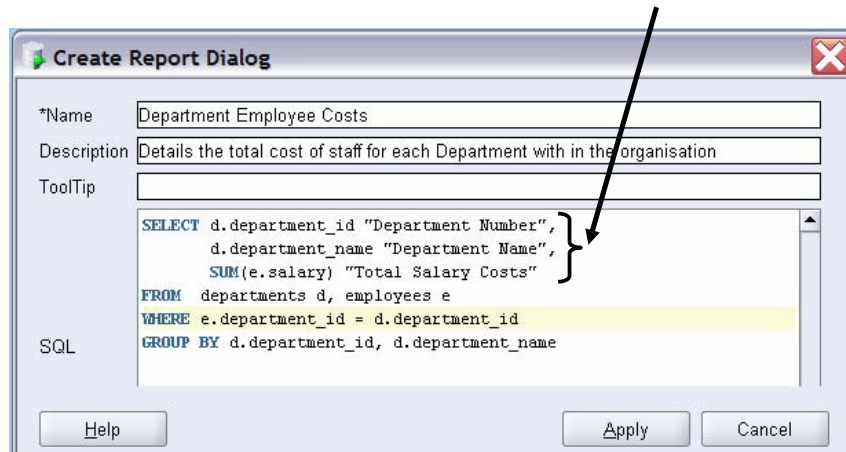 Create Report Dialog
*Name Department Employee Costs
Description Details the total cost of staff for each Department with in the organisation
ToolTip
SELECT d.department_id "Department Number",
d.department_name "Department Name",
SUM(e.salary) "Total Salary Costs"
FROM departments d, employees e
WHERE e.department_id = d.department_id
SQL GROUP BY d.department_id, d.department_name
Help Apply Cancel